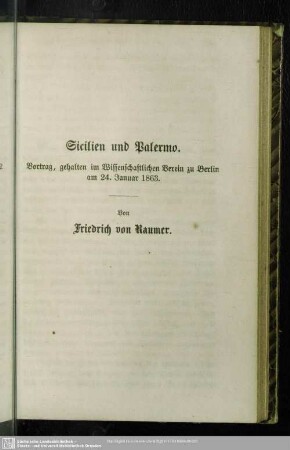 Sicilien und Palermo.
Vortrag, gehalten im Wissenschaftlichen Verein zu Berlin
am 24. Januar 1863.
Von
Friedrich von Raumer.